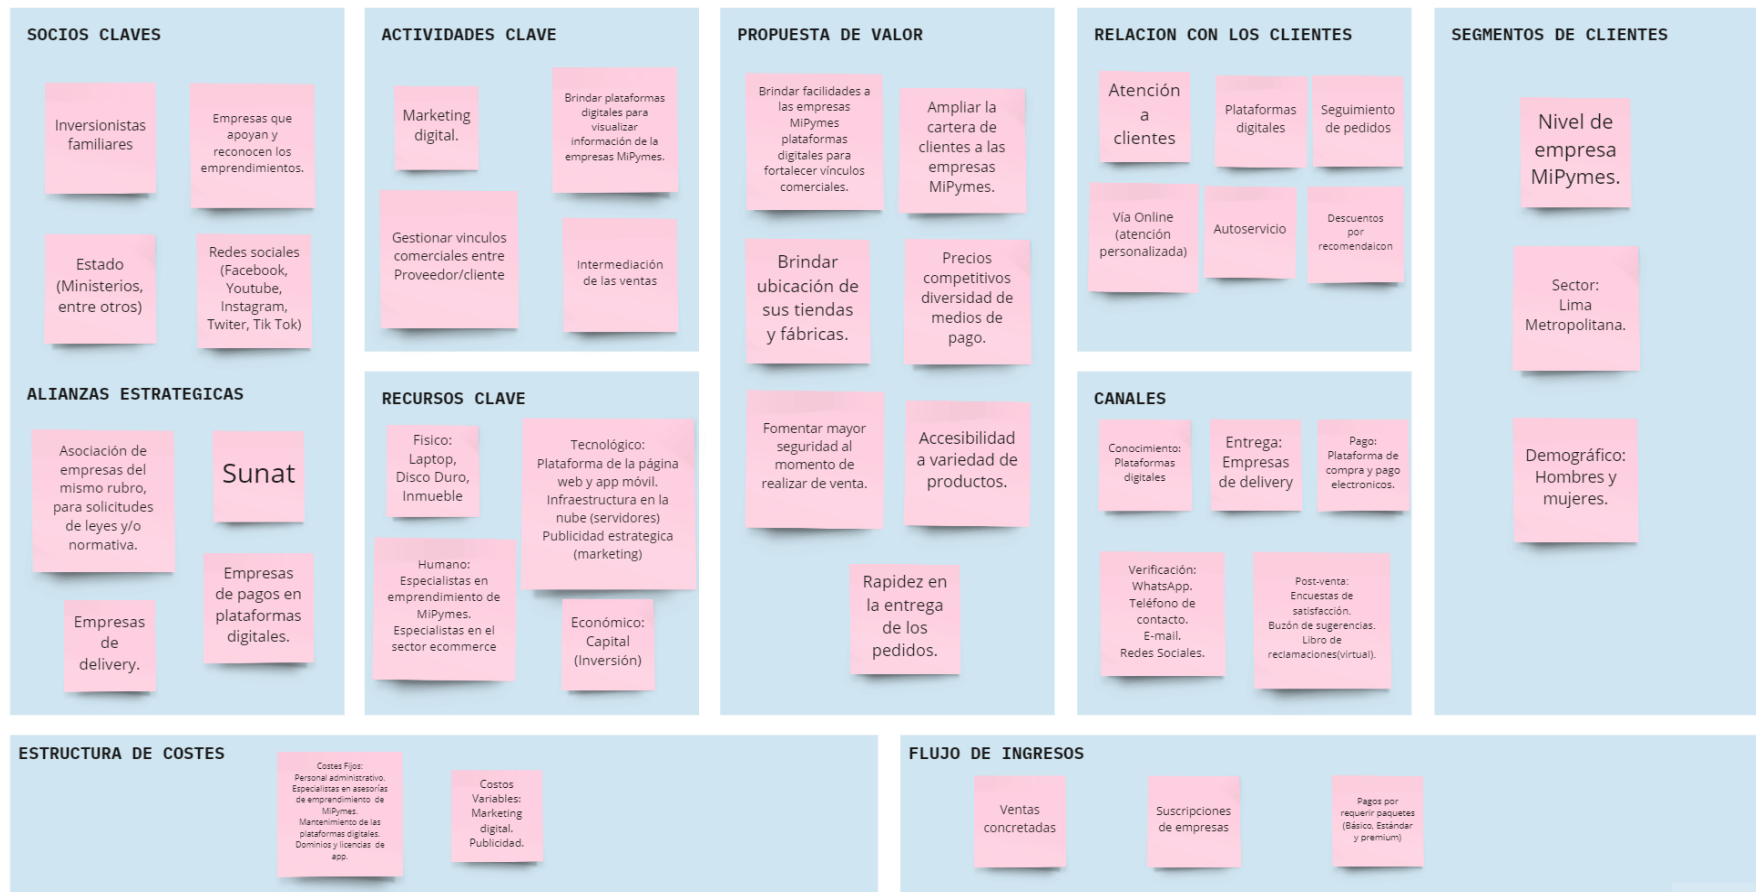 SOCIOS CLAVES
Inversionistas
familiares
Empresas que
apoyan y
reconocen los
emprendimientos.
Estado
(Ministerios,
entre otros)
Redes sociales
(Facebook,
Youtube,
Instagram,
Twiter, Tik Tok)
ALIANZAS ESTRATEGICAS
Asociación de
empresas del
mismo rubro,
para solicitudes
de leyes y/o
normativa.
Sunat
Empresas
de
delivery.
Empresas
de pagos en
plataformas
digitales.
ACTIVIDADES CLAVE
Marketing
digital.
Brindar plataformas
digitales para
visualizar
información de la
empresas MiPymes.
Gestionar vinculos
comerciales entre
Proveedor/cliente
Intermediación
de las ventas
RECURSOS CLAVE
Fisico:
Laptop,
Disco Duro,
Inmueble
Tecnológico:
Plataforma de la página
web y app móvil.
Infraestructura en la
nube (servidores)
Publicidad estrategica
(marketing)
Humano:
Especialistas en
emprendimiento de
MiPymes.
Especialistas en el
sector ecommerce
Económico:
Capital
(Inversión)
PROPUESTA DE VALOR
Brindar facilidades a
las empresas
MiPymes
plataformas
digitales para
fortalecer vínculos
comerciales.
Ampliar la
cartera de
clientes a las
empresas
MiPymes.
Brindar
ubicación de
sus tiendas
y fábricas.
Precios
competitivos
diversidad de
medios de
pago.
Fomentar mayor
seguridad al
momento de
realizar de venta.
Accesibilidad
a variedad de
productos.
Rapidez en
la entrega
de los
pedidos.
RELACION CON LOS CLIENTES
Atención
a
clientes
Plataformas
digitales
Seguimiento
de pedidos
Vía Online
(atención
personalizada)
Autoservicio
Descuentos
por
recomendaicon
CANALES
Conocimiento:
Plataformas
digitales
Entrega:
Empresas
de delivery
Pago:
Plataforma de
compra y pago
electronicos.
Verificación:
WhatsApp.
Teléfono de
contacto.
E-mail.
Redes Sociales.
Post-venta:
Encuestas de
satisfacción.
Buzón de sugerencias.
Libro de
reclamaciones(virtual).
SEGMENTOS DE CLIENTES
Nivel de
empresa
MiPymes.
Sector:
Lima
Metropolitana.
Demográfico:
Hombres y
mujeres.
ESTRUCTURA DE COSTES
Costes Fijos:
Personal administrativo.
Especialistas en asesorías
de emprendimiento de
MiPymes.
Mantenimiento de las
plataformas digitales.
Dominios y licencias de
app.
Costos
Variables:
Marketing
digital.
Publicidad.
FLUJO DE INGRESOS
Ventas
concretadas
Suscripciones
de empresas
Pagos por
requerir paquetes
(Básico, Estándar
y premium)